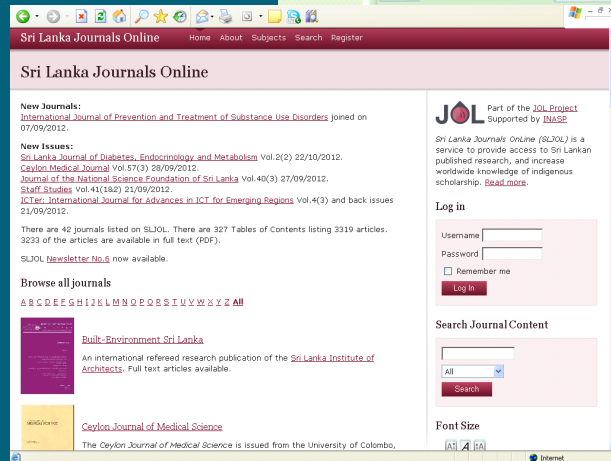 Sri Lanka Journals Online
Home About Subjects Search Register
Sri Lanka Journals Online
New Journals:
International Journal of Prevention and Treatment of Substance Use Disorders joined on
07/09/2012.
New Issues:
Sri Lanka Journal of Diabetes, Endocrinology and Metabolism Vol.2(2) 22/10/2012.
Ceylon Medical Journal Vol.57(3) 28/09/2012.
Journal of the National Science Foundation of Sri Lanka Vol.40(3) 27/09/2012.
Staff Studies Vol.41(1&2) 21/09/2012.
ICTer: International Journal for Advances in ICT for Emerging Regions Vol.4(3) and back issues
21/09/2012.
There are 42 journals listed on SLJOL. There are 327 Tables of Contents listing 3319 articles.
3233 of the articles are available in full text (PDF).
SLJOL Newsletter No.6 now available.
Browse all journals
A B C D E F G H I J K L M N O P Q R S T U V W X Y Z All
Built-Environment Sri Lanka
An international refereed research publication of the Sri Lanka Institute of
Architects. Full text articles available.
Ceylon Journal of Medical Science
The Ceylon Journal of Medical Science is issued from the University of Colombo,
JOL
Part of the JOL Project
Supported by INASP
Sri Lanka Journals OnLine (SLJOL) is a
service to provide access to Sri Lankan
published research, and increase
worldwide knowledge of indigenous
scholarship. Read more.
Log in
Username
Password
Remember me
Log In
Search Journal Content
All
Search
Font Size
A A A
Internet